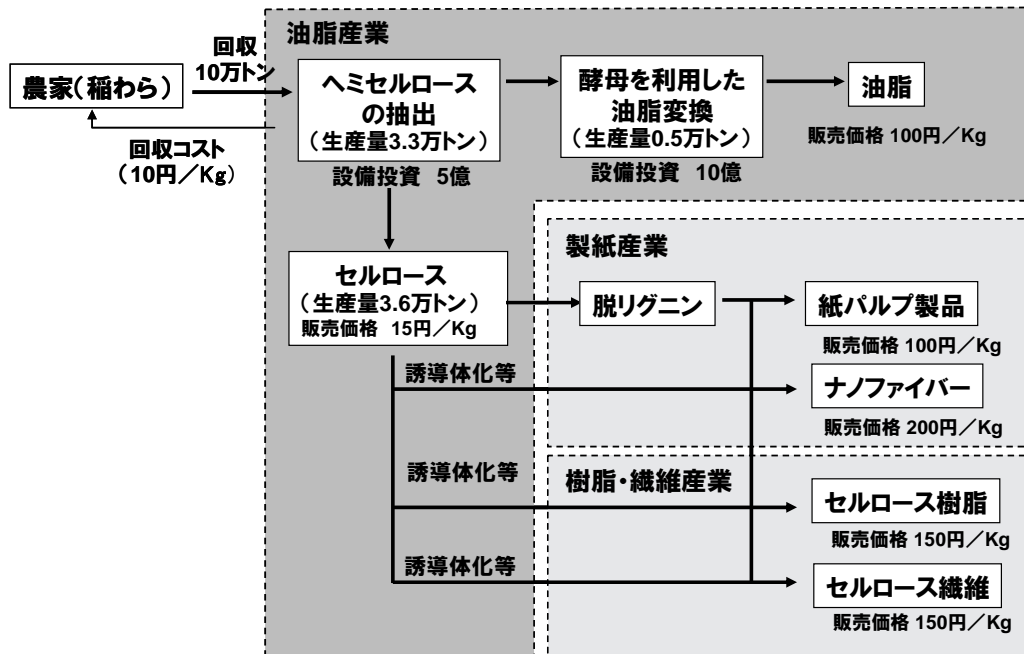 油脂産業
回収
10万トン
農家(稲わら)
回収コスト
(10円/Kg)
ヘミセルロース
の抽出
(生産量3.3万トン)
設備投資 5億
酵母を利用した
油脂変換
(生産量0.5万トン)
設備投資 10億
油脂
販売価格 100円/Kg
セルロース
(生産量3.6万トン)
販売価格 15円/Kg
製紙産業
脱リグニン
紙パルプ製品
販売価格 100円/Kg
誘導体化等
ナノファイバー
販売価格 200円/Kg
樹脂・繊維産業
誘導体化等
セルロース樹脂
販売価格 150円/Kg
誘導体化等
セルロース繊維
販売価格 150円/Kg